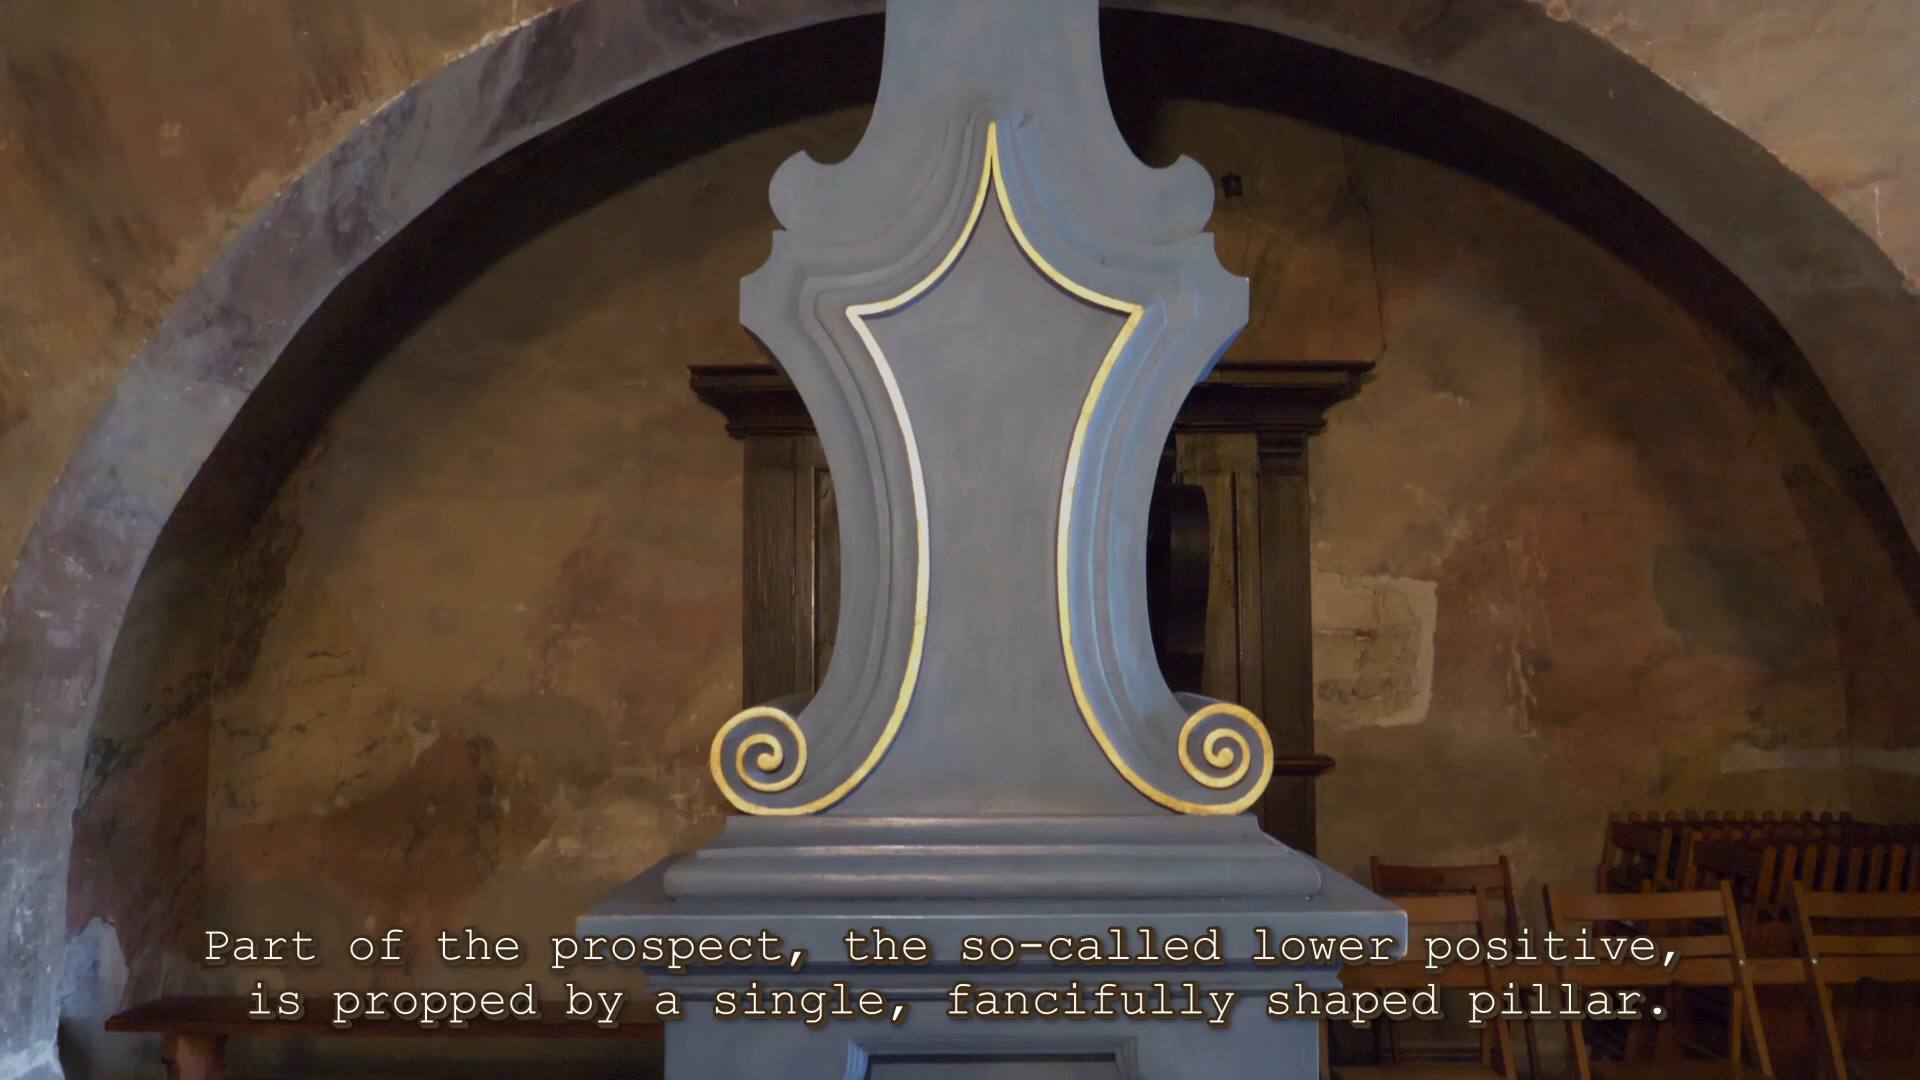 Part of the prospect, the so-called lower positive,
is propped by a single, fancifully shaped pillar.